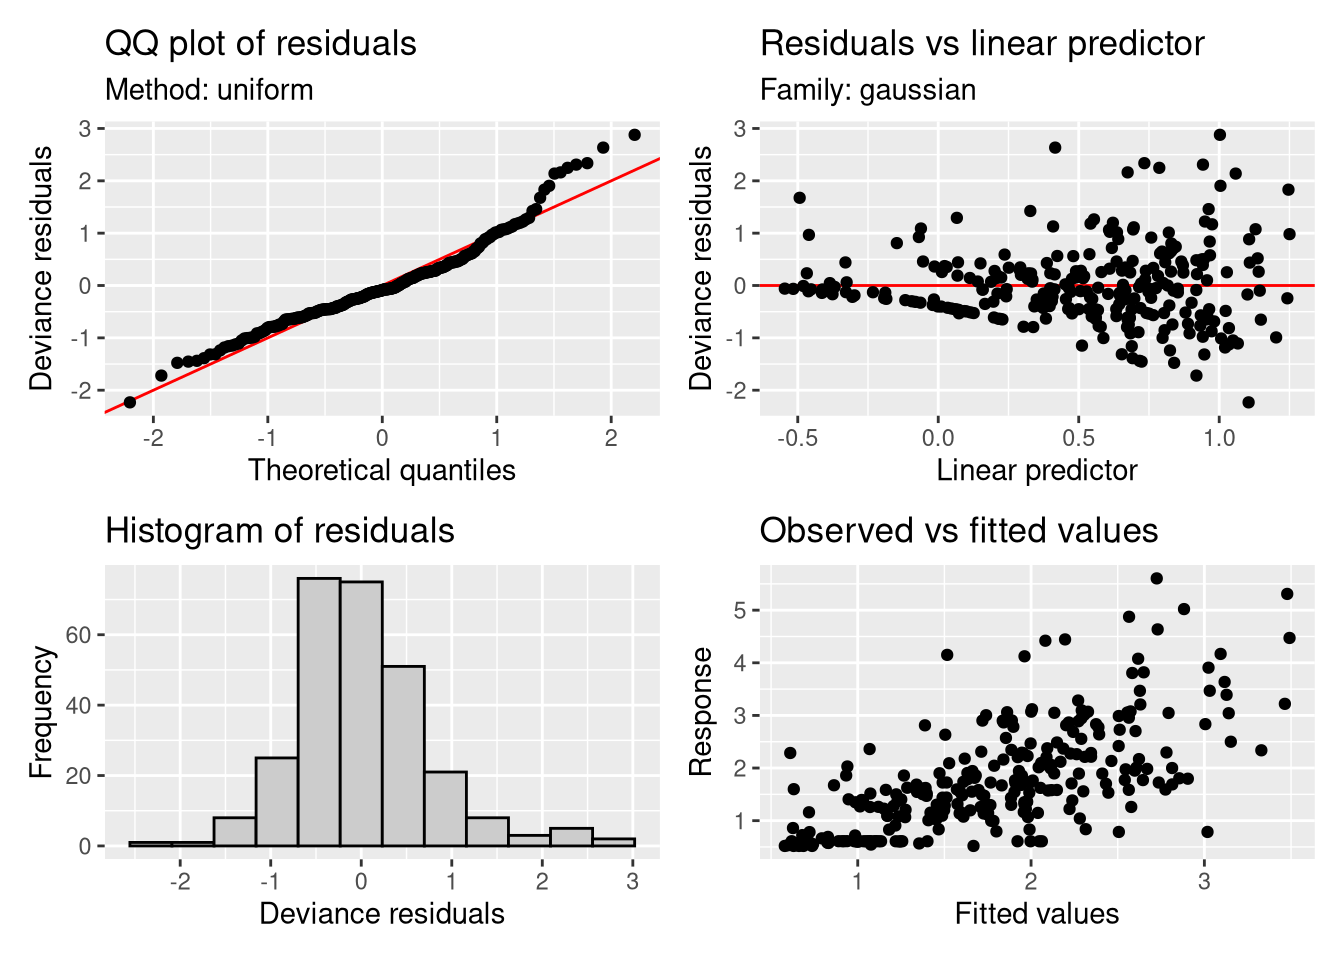 QQ plot of residuals
Method: uniform
3
2
1
0
-1
-2
Deviance residuals
-2
-1
0
1
2
Theoretical quantiles
Residuals vs linear predictor
Family: gaussian
3
2
1
0
-1
-2
Deviance residuals
-0.5
0.0
0.5
1.0
Linear predictor
Histogram of residuals
60
40
20
0
Frequency
-2
-1
0
1
2
3
Deviance residuals
Observed vs fitted values
5
4
3
2
1
Response
1
2
3
Fitted values